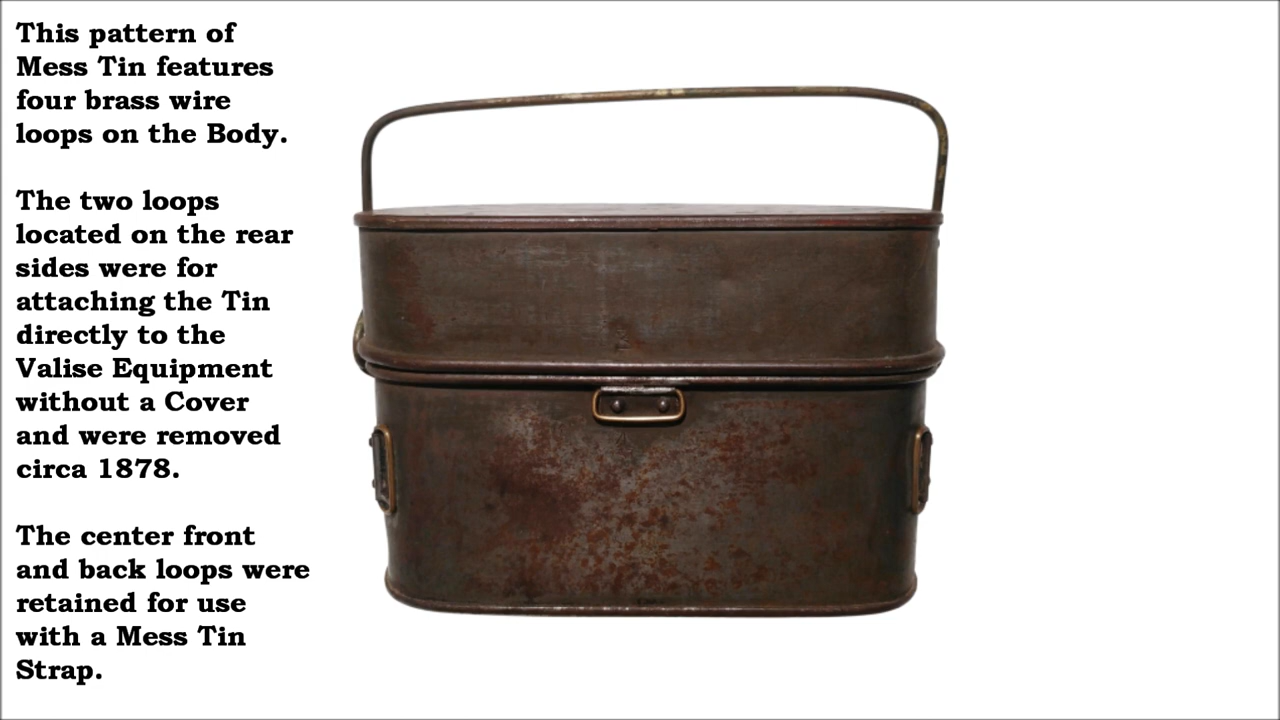 This pattern of
Mess Tin features
four brass wire
loops on the Body.
The two loops
located on the rear
sides were for
attaching the Tin
directly to the
Valise Equipment
without a Cover
and were removed
circa 1878.
The center front
and back loops were
retained for use
with a Mess Tin
Strap.